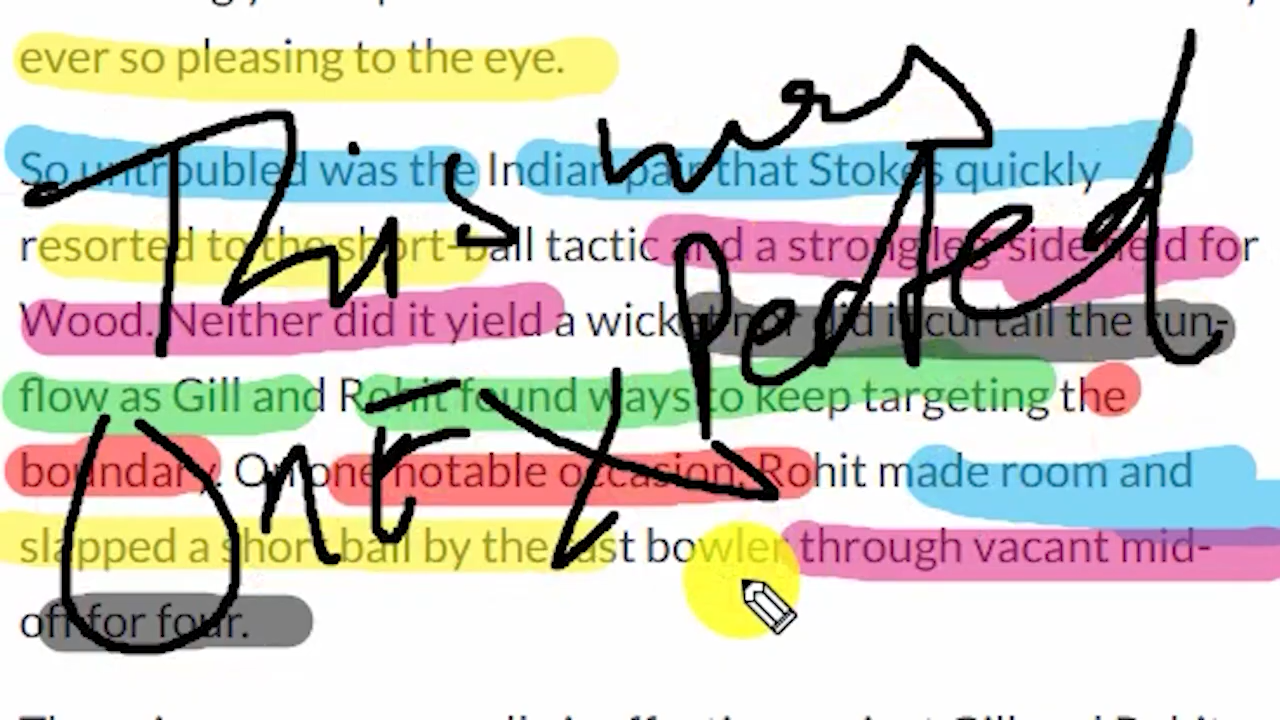 ever so pleasing to the eye.
So untroubled was the Indian pair that Stokes quickly
resorted to the short-ball tactic and a strong leg-side field for
Wood. Neither did it yield a wicket nor did it curtail the run-
flow as Gill and Rohit found ways to keep targeting the
boundary. On one notable occasion, Rohit made room and
slapped a short ball by the fast bowler through vacant mid-
off for four.
This was